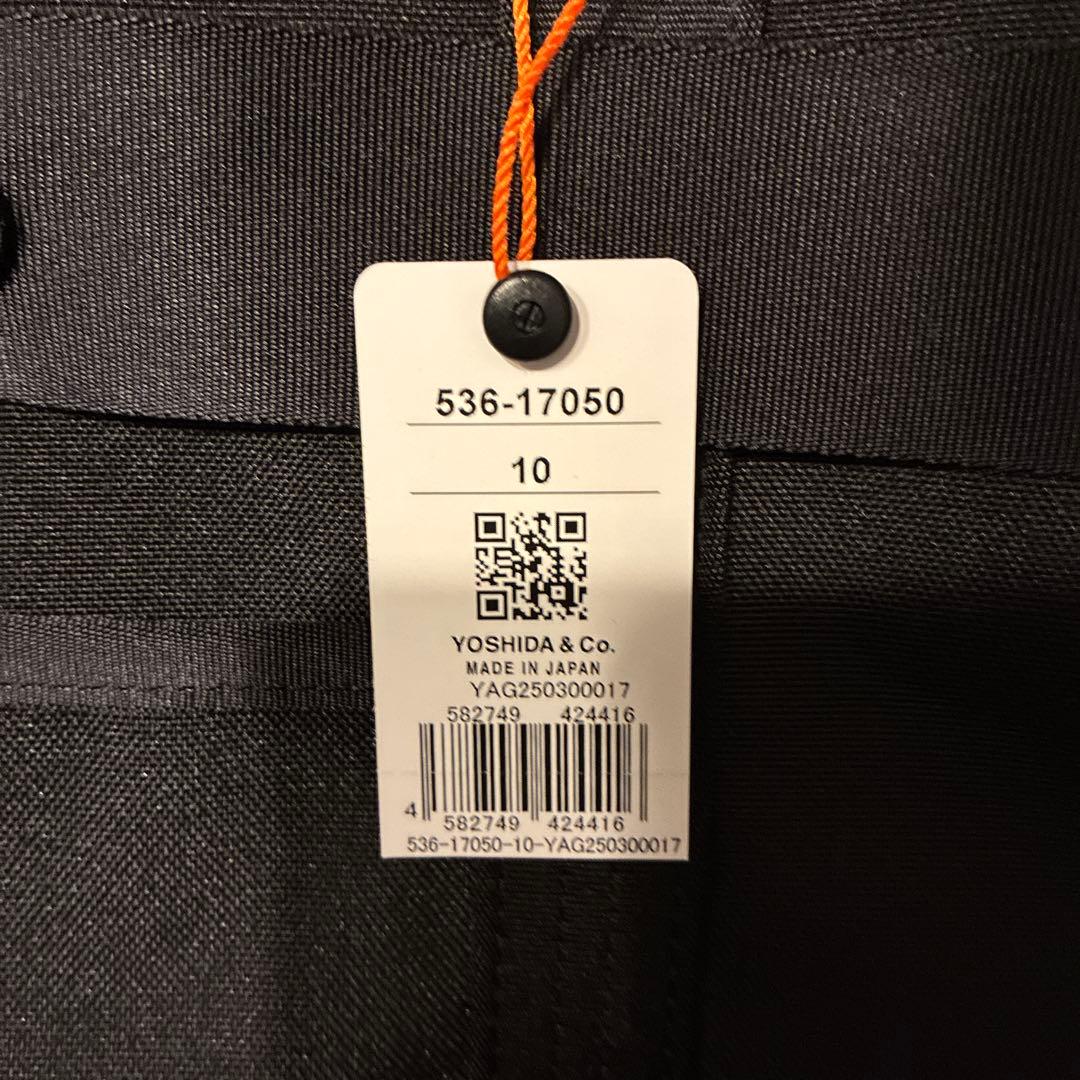 536-17050
10
YOSHIDA & Co.
MADE IN JAPAN
YAG250300017
582749 424416
4 582749 424416
536-17050-10-YAG250300017